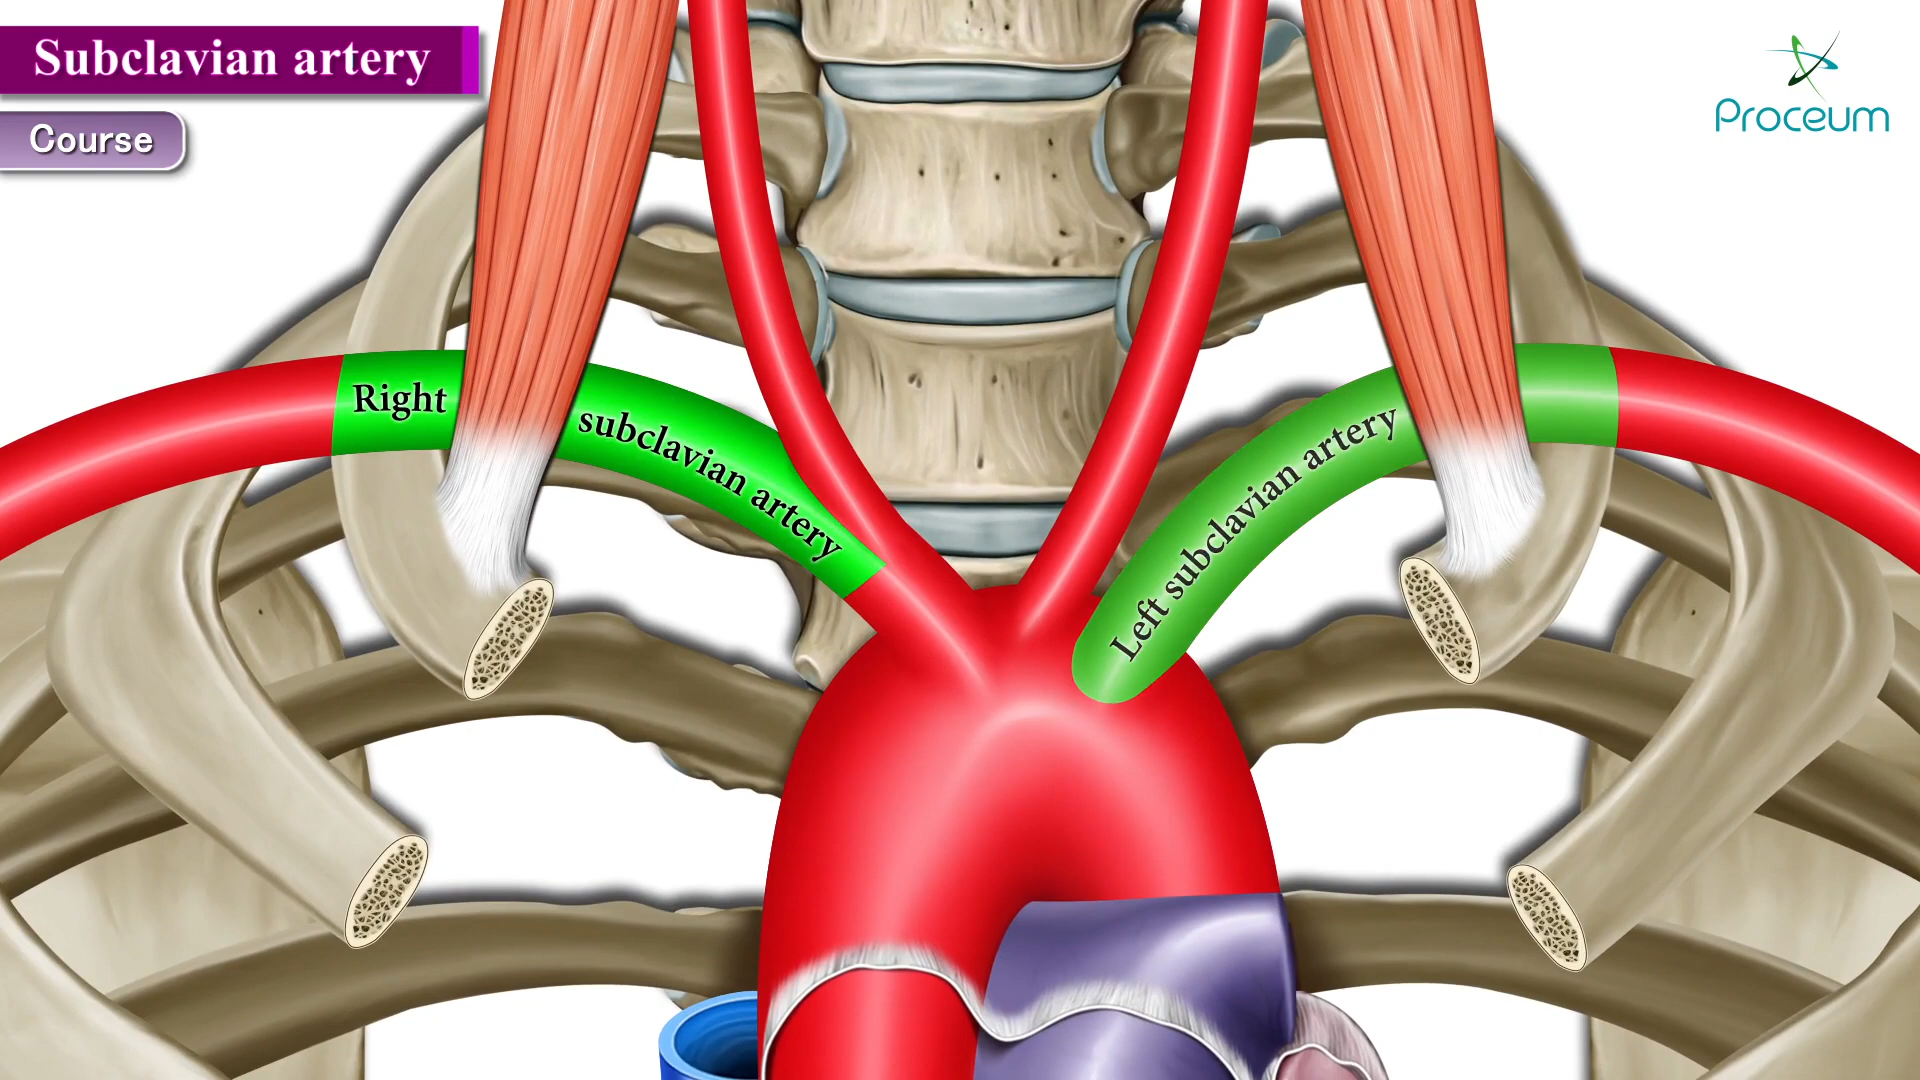 Subclavian artery
Course
Proceum
Right subclavian artery
Left subclavian artery